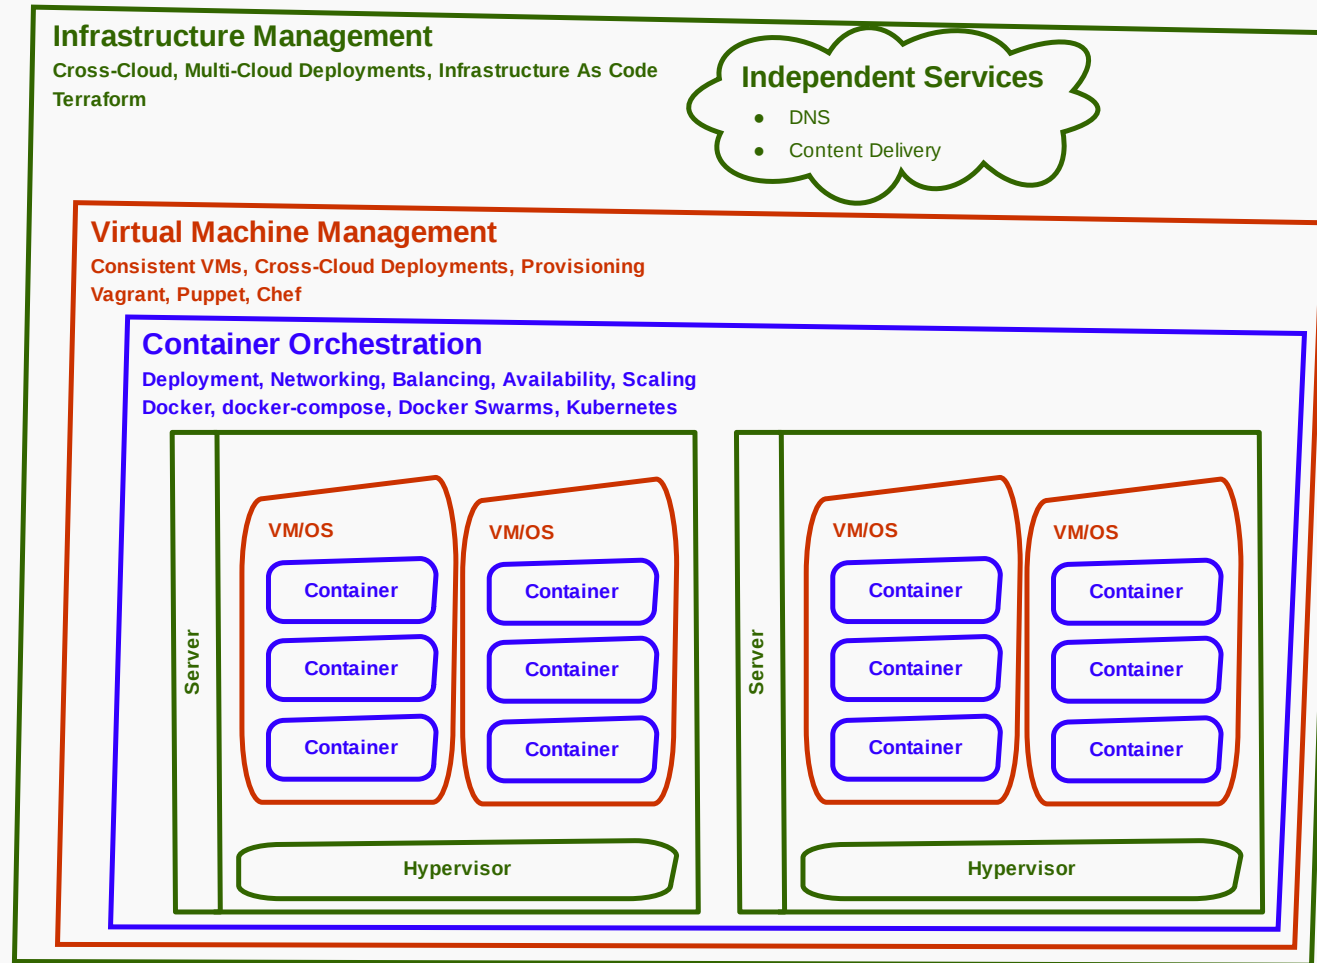 Infrastructure Management
Cross-Cloud, Multi-Cloud Deployments, Infrastructure As Code
Terraform
Independent Services
● DNS
● Content Delivery
Virtual Machine Management
Consistent VMs, Cross-Cloud Deployments, Provisioning
Vagrant, Puppet, Chef
Container Orchestration
Deployment, Networking, Balancing, Availability, Scaling
Docker, docker-compose, Docker Swarms, Kubernetes
Server
VM/OS
Container
Container
Container
VM/OS
Container
Container
Container
Hypervisor
Server
VM/OS
Container
Container
Container
VM/OS
Container
Container
Container
Hypervisor